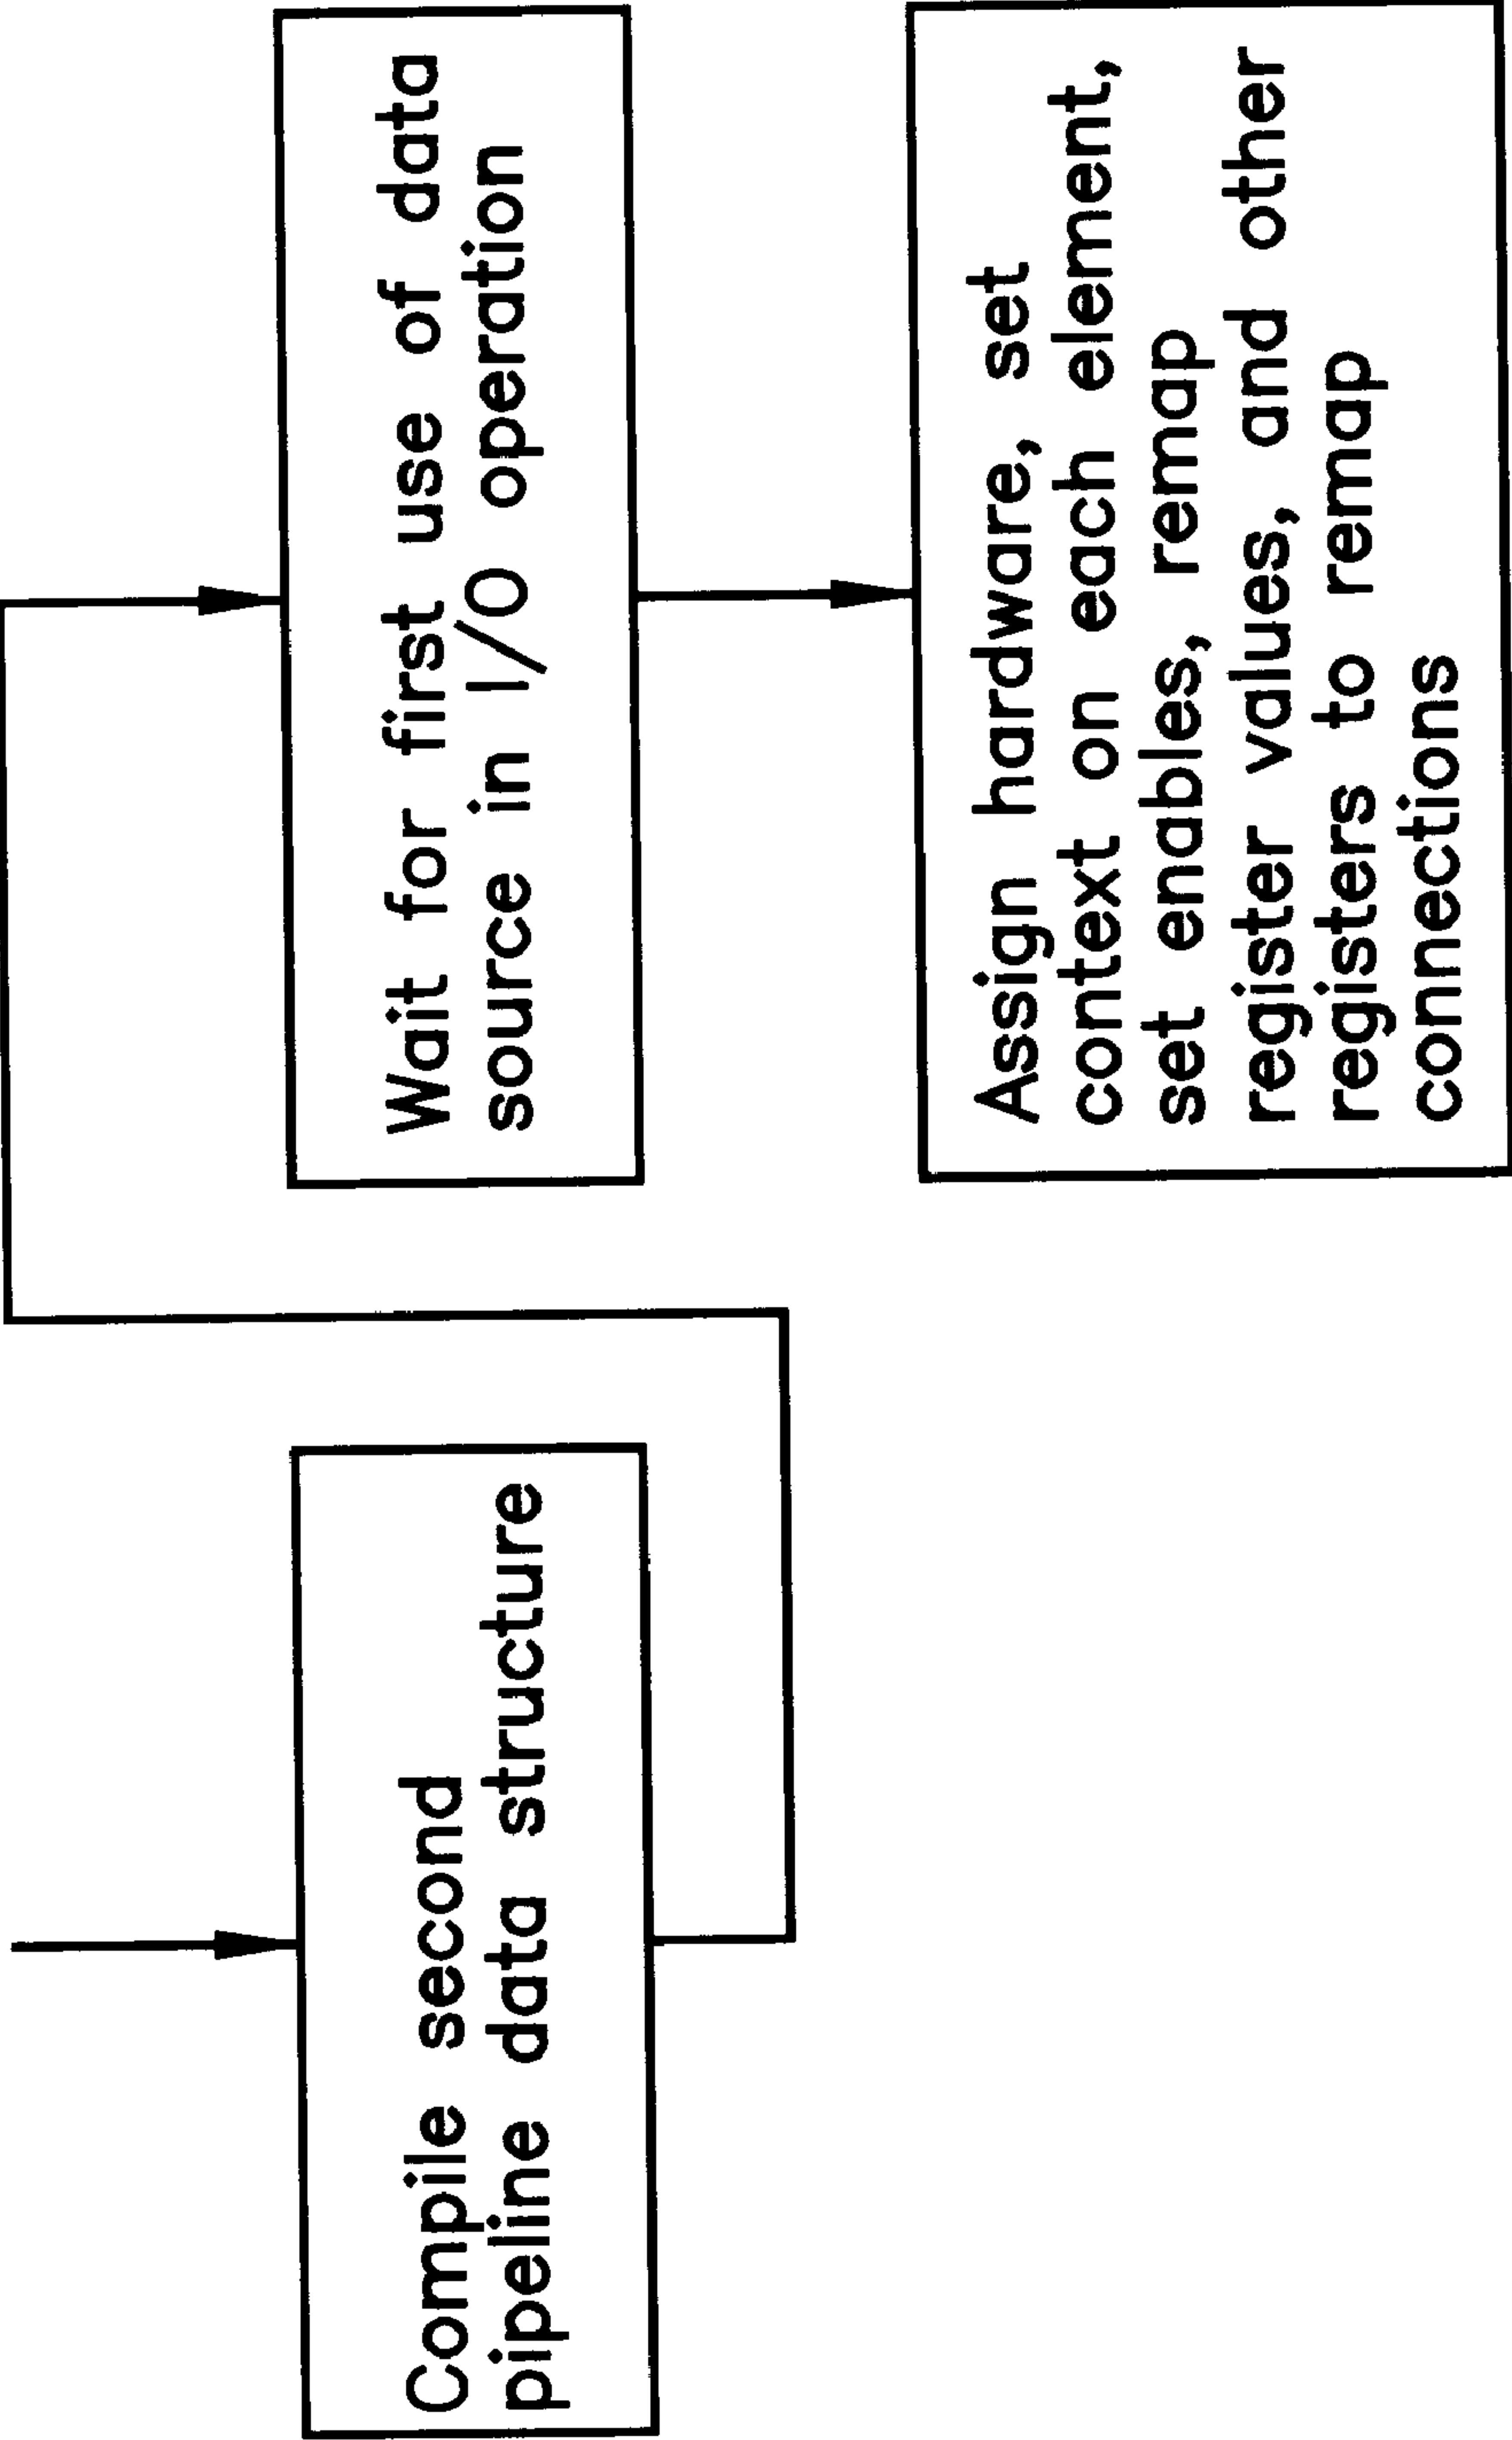 Compile second
pipeline data structure
Wait for first use of data
source in I/O operation
Assign hardware, set
context on each element,
set enables, remap
register values, and other
registers to remap
connections